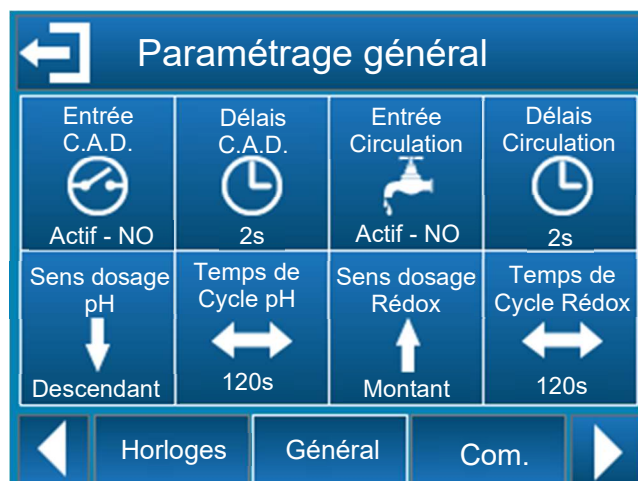 Paramétrage général
Entrée
C.A.D.
Actif - NO
Délais
C.A.D.
2s
Entrée
Circulation
Actif - NO
Délais
Circulation
2s
Sens dosage
pH
Descendant
Temps de
Cycle pH
120s
Sens dosage
Rédox
Montant
Temps de
Cycle Rédox
120s
Horloges
Général
Com.